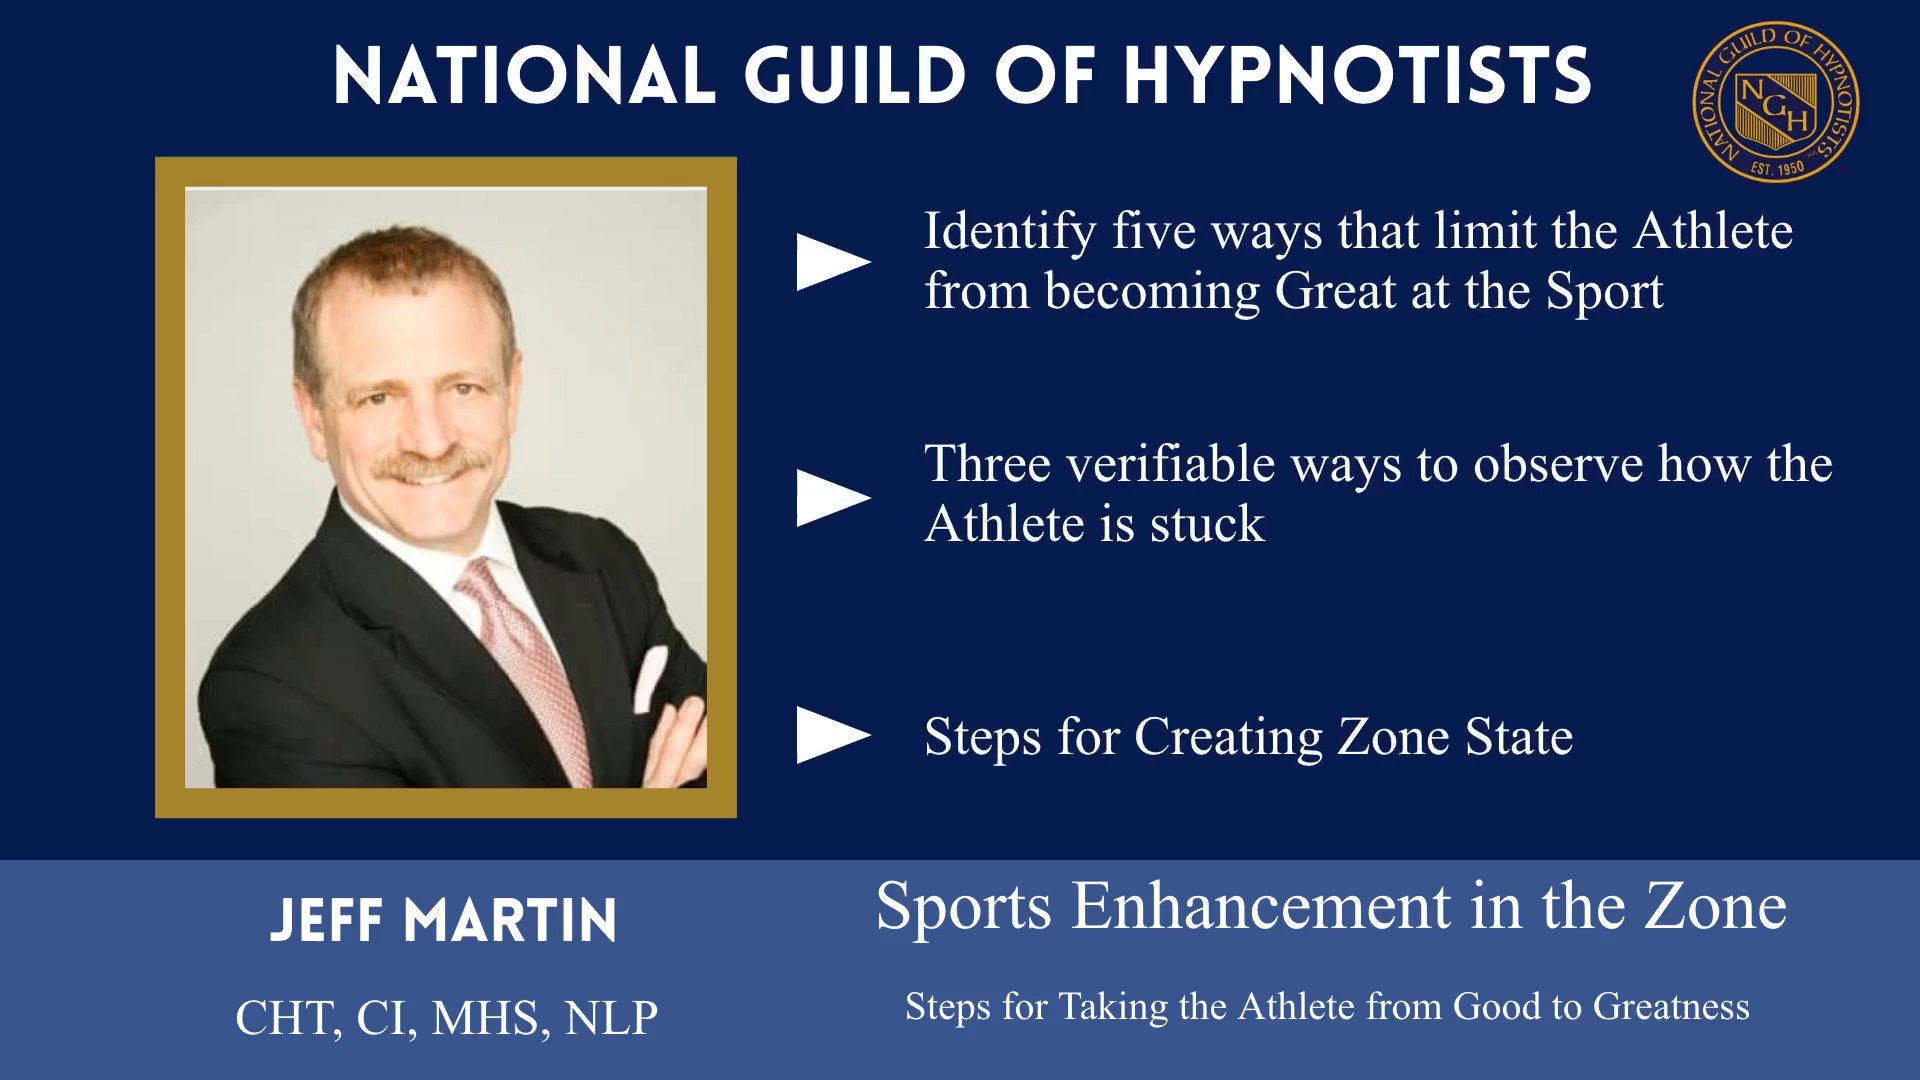 NATIONAL GUILD OF HYPNOTISTS
NATIONAL GUILD OF HYPNOTISTS
NGH
EST. 1950
Identify five ways that limit the Athlete
from becoming Great at the Sport
Three verifiable ways to observe how the
Athlete is stuck
Steps for Creating Zone State
JEFF MARTIN
CHT, CI, MHS, NLP
Sports Enhancement in the Zone
Steps for Taking the Athlete from Good to Greatness